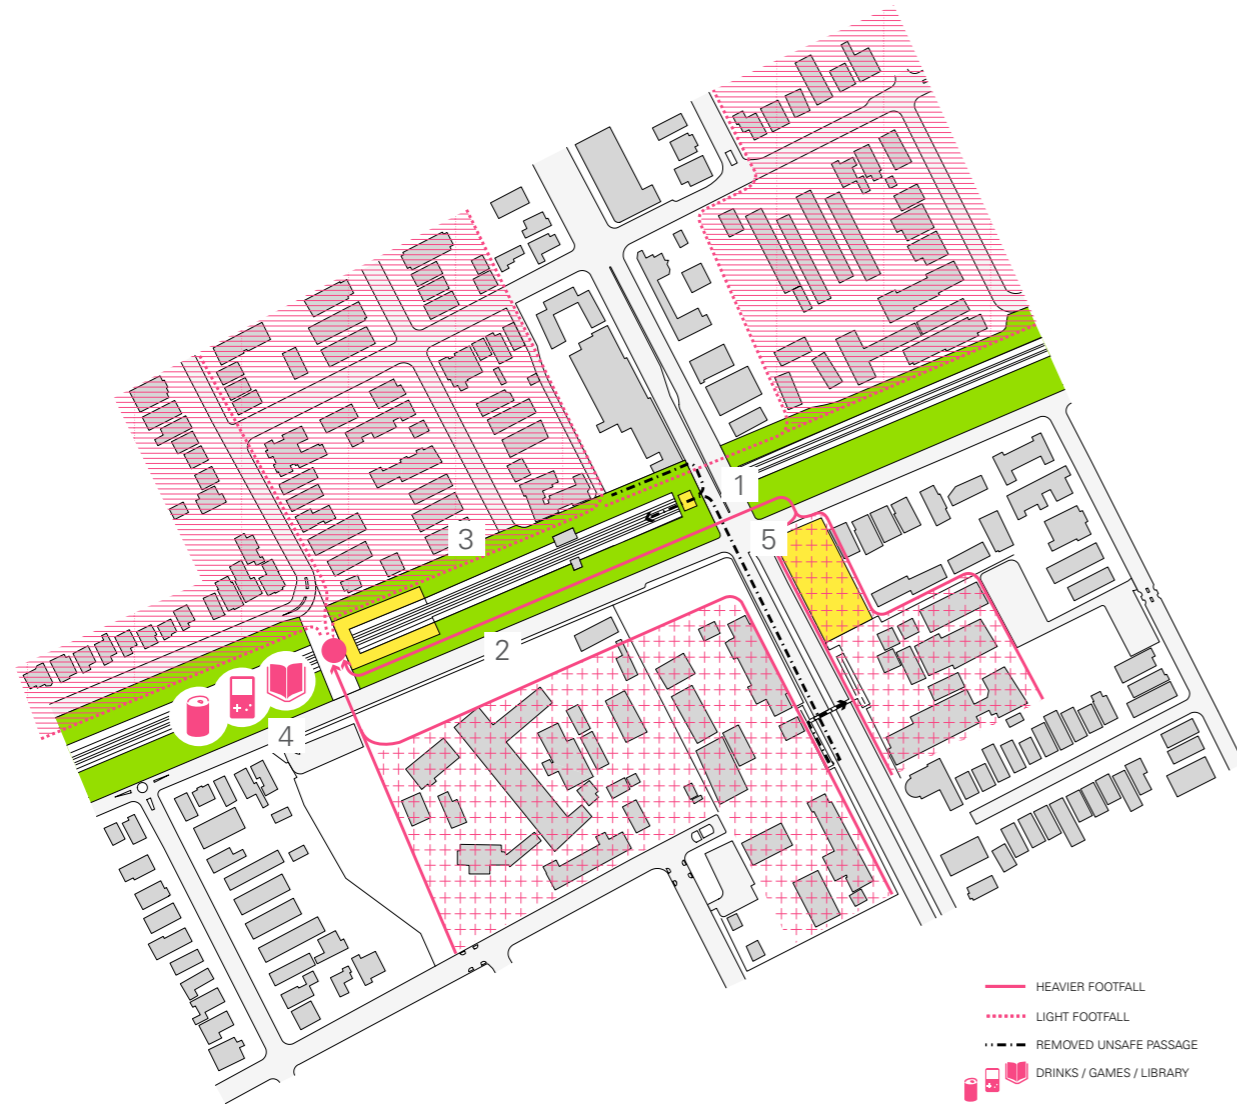 1
5
3
2
4
HEAVIER FOOTFALL
LIGHT FOOTFALL
REMOVED UNSAFE PASSAGE
DRINKS / GAMES / LIBRARY